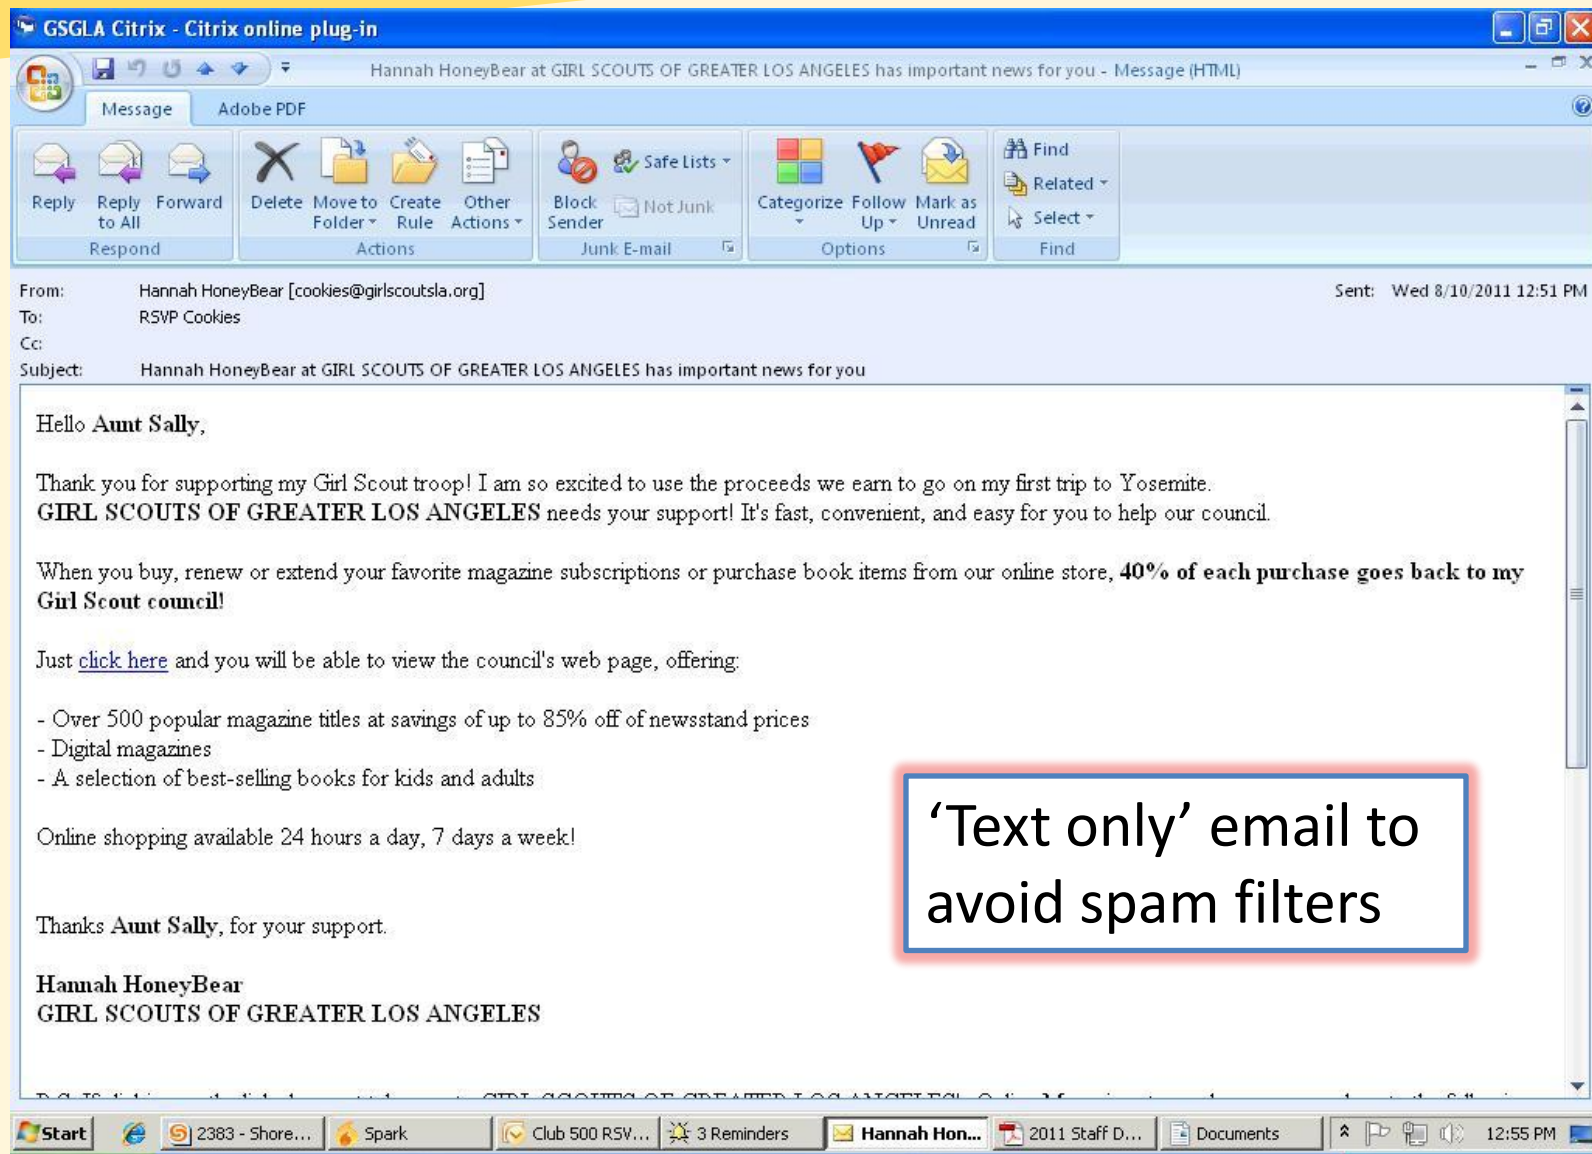 GSGLA Citrix - Citrix online plug-in
Hannah HoneyBear at GIRL SCOUTS OF GREATER LOS ANGELES has important news for you - Message (HTML)
Message Adobe PDF
Reply Reply to All Forward Delete Move to Folder Create Rule Other Actions Block Sender Safe Lists Not Junk Categorize Follow Up Mark as Unread Find Related Select
Respond Actions Junk E-mail Options Find
From: Hannah HoneyBear [cookies@girlscoutsla.org] Sent: Wed 8/10/2011 12:51 PM
To: RSVP Cookies
Cc:
Subject: Hannah HoneyBear at GIRL SCOUTS OF GREATER LOS ANGELES has important news for you
Hello Aunt Sally,
Thank you for supporting my Girl Scout troop! I am so excited to use the proceeds we earn to go on my first trip to Yosemite.
GIRL SCOUTS OF GREATER LOS ANGELES needs your support! It's fast, convenient, and easy for you to help our council.
When you buy, renew or extend your favorite magazine subscriptions or purchase book items from our online store, 40% of each purchase goes back to my
Girl Scout council!
Just click here and you will be able to view the council's web page, offering:
- Over 500 popular magazine titles at savings of up to 85% off of newsstand prices
- Digital magazines
- A selection of best-selling books for kids and adults
Online shopping available 24 hours a day, 7 days a week!
‘Text only’ email to
avoid spam filters
Thanks Aunt Sally, for your support.
Hannah HoneyBear
GIRL SCOUTS OF GREATER LOS ANGELES
Start 2383 - Shore... Spark Club 500 RSV... 3 Reminders Hannah Hon... 2011 Staff D... Documents 12:55 PM